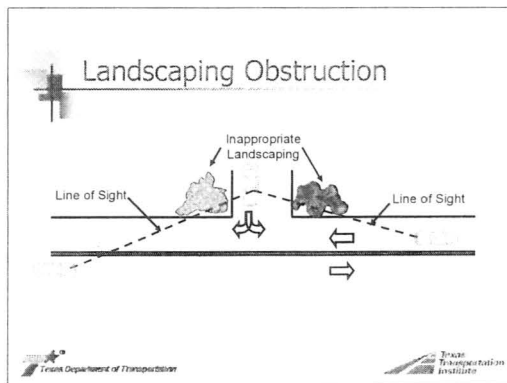 Landscaping Obstruction
Inappropriate
Landscaping
Line of Sight
Line of Sight
Texas Department of Transportation
Texas
Transportation
Institute